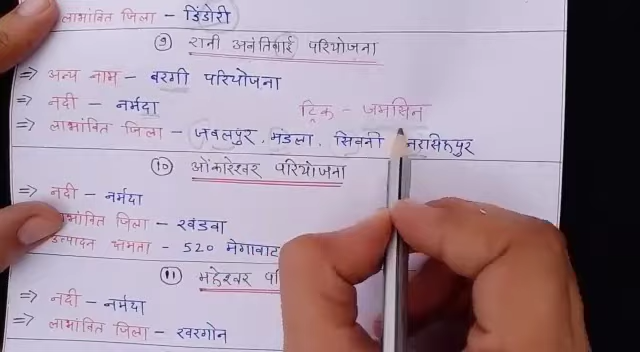 लाभांवित जिला – डिंडोरी
⑨ रानी अवंतिबाई परियोजना
⇒ अन्य नाम – बरगी परियोजना
⇒ नदी – नर्मदा ट्रिक – जमसिन
⇒ लाभांवित जिला – जबलपुर, मंडला, सिवनी नरसिंहपुर
⑩ ओंकारेश्वर परियोजना
⇒ नदी – नर्मदा
लाभांवित जिला – खंडवा
उत्पादन क्षमता – 520 मेगावाट
⑪ महेश्वर
⇒ नदी – नर्मदा
⇒ लाभांवित जिला – खरगोन